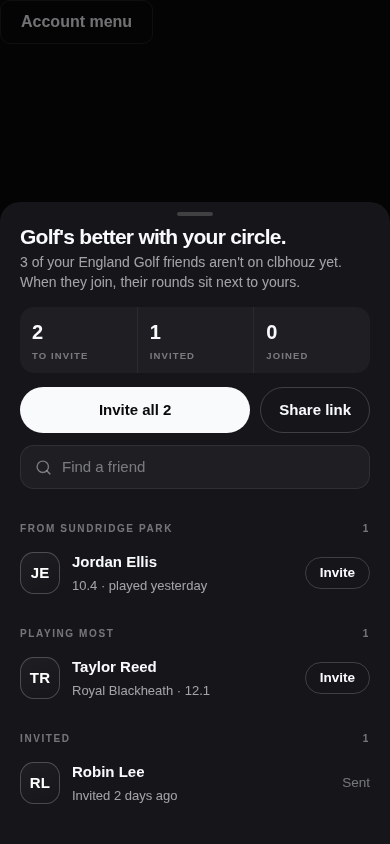 Account menu
Golf's better with your circle.
3 of your England Golf friends aren't on clbhouz yet.
When they join, their rounds sit next to yours.
2
TO INVITE
1
INVITED
0
JOINED
Invite all 2
Share link
Find a friend
FROM SUNDRIDGE PARK 1
JE
Jordan Ellis
10.4 · played yesterday
Invite
PLAYING MOST 1
TR
Taylor Reed
Royal Blackheath · 12.1
Invite
INVITED 1
RL
Robin Lee
Invited 2 days ago
Sent